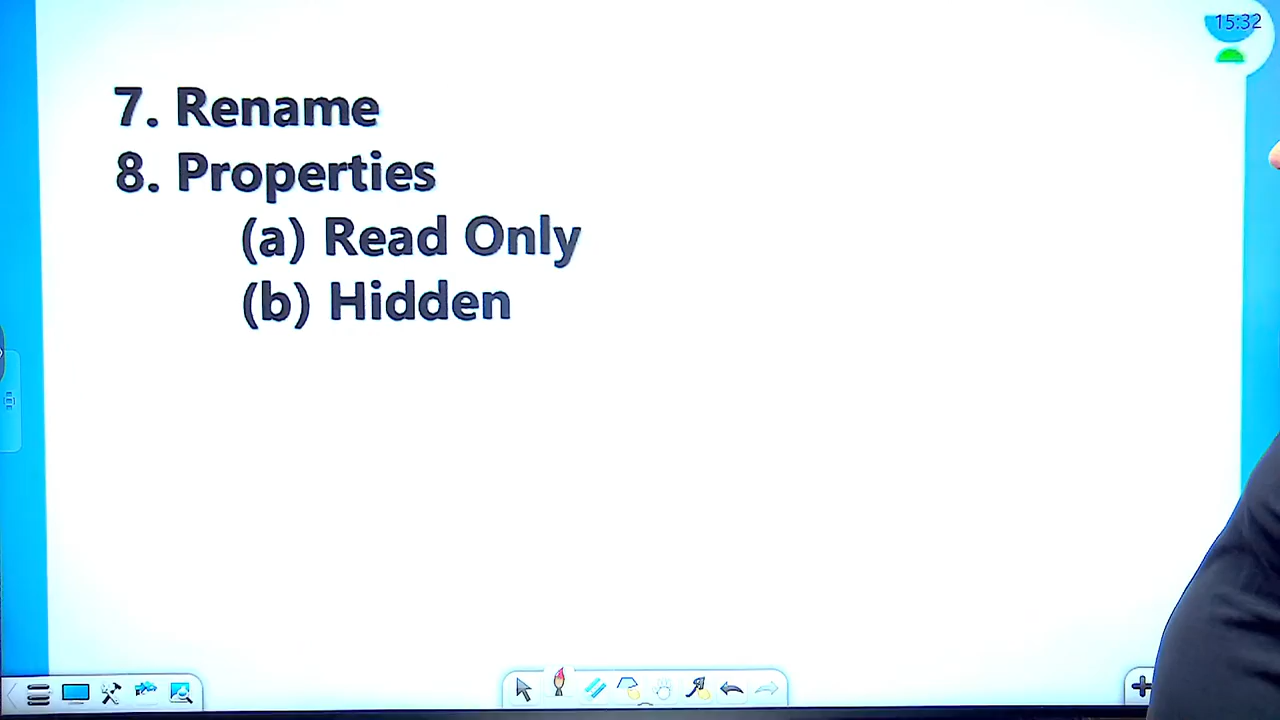 15:32
7. Rename
8. Properties
(a) Read Only
(b) Hidden